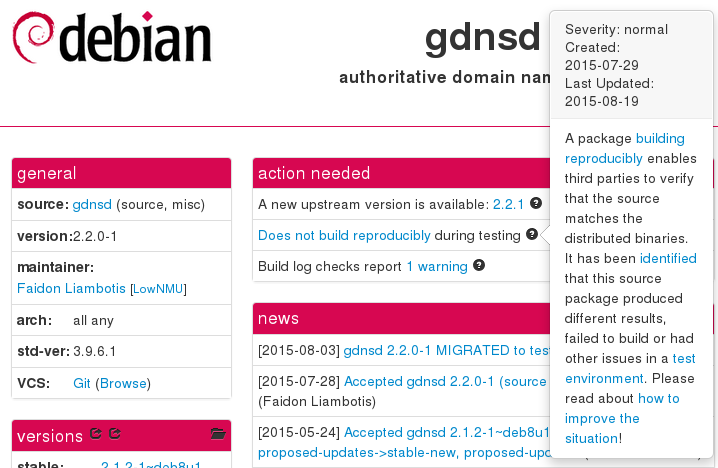 debian
gdnsd
authoritative domain nam
general
source: gdnsd (source, misc)
version: 2.2.0-1
maintainer:
Faidon Liambotis [LowNMU]
arch: all any
std-ver: 3.9.6.1
VCS: Git (Browse)
versions
stable: 2.1.2-1~deb8u1
action needed
A new upstream version is available: 2.2.1
Does not build reproducibly during testing
Build log checks report 1 warning
news
[2015-08-03] gdnsd 2.2.0-1 MIGRATED to test
[2015-07-28] Accepted gdnsd 2.2.0-1 (source
(Faidon Liambotis)
[2015-05-24] Accepted gdnsd 2.1.2-1~deb8u1
proposed-updates->stable-new, proposed-upd
Severity: normal
Created:
2015-07-29
Last Updated:
2015-08-19
A package building
reproducibly enables
third parties to verify
that the source
matches the
distributed binaries.
It has been identified
that this source
package produced
different results,
failed to build or had
other issues in a test
environment. Please
read about how to
improve the
situation!